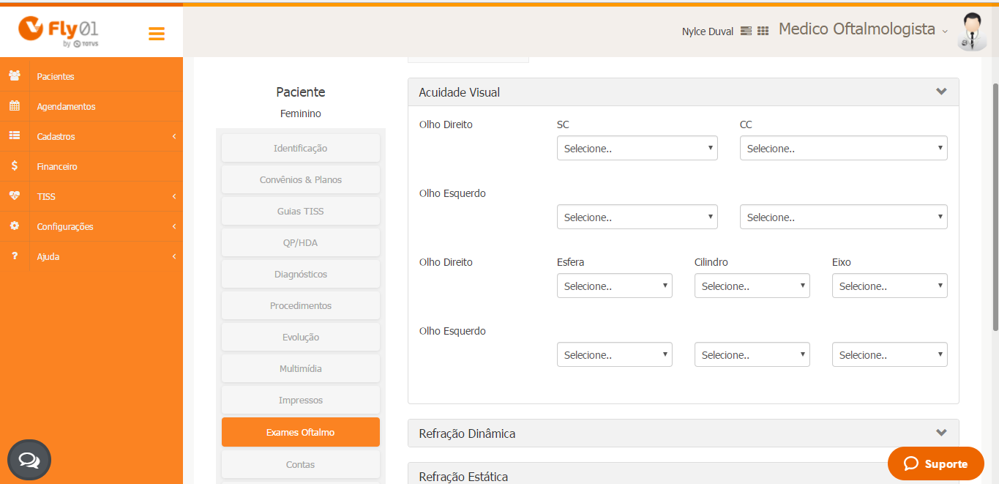 Fly01
by TOTVS
Nylce Duval
Medico Oftalmologista
Pacientes
Agendamentos
Cadastros
Financeiro
TISS
Configurações
Ajuda
Paciente
Feminino
Identificação
Convênios & Planos
Guias TISS
QP/HDA
Diagnósticos
Procedimentos
Evolução
Multimídia
Impressos
Exames Oftalmo
Contas
Acuidade Visual
Olho Direito SC CC
Selecione.. Selecione..
Olho Esquerdo
Selecione.. Selecione..
Olho Direito Esfera Cilindro Eixo
Selecione.. Selecione.. Selecione..
Olho Esquerdo
Selecione.. Selecione.. Selecione..
Refração Dinâmica
Refração Estática
Suporte